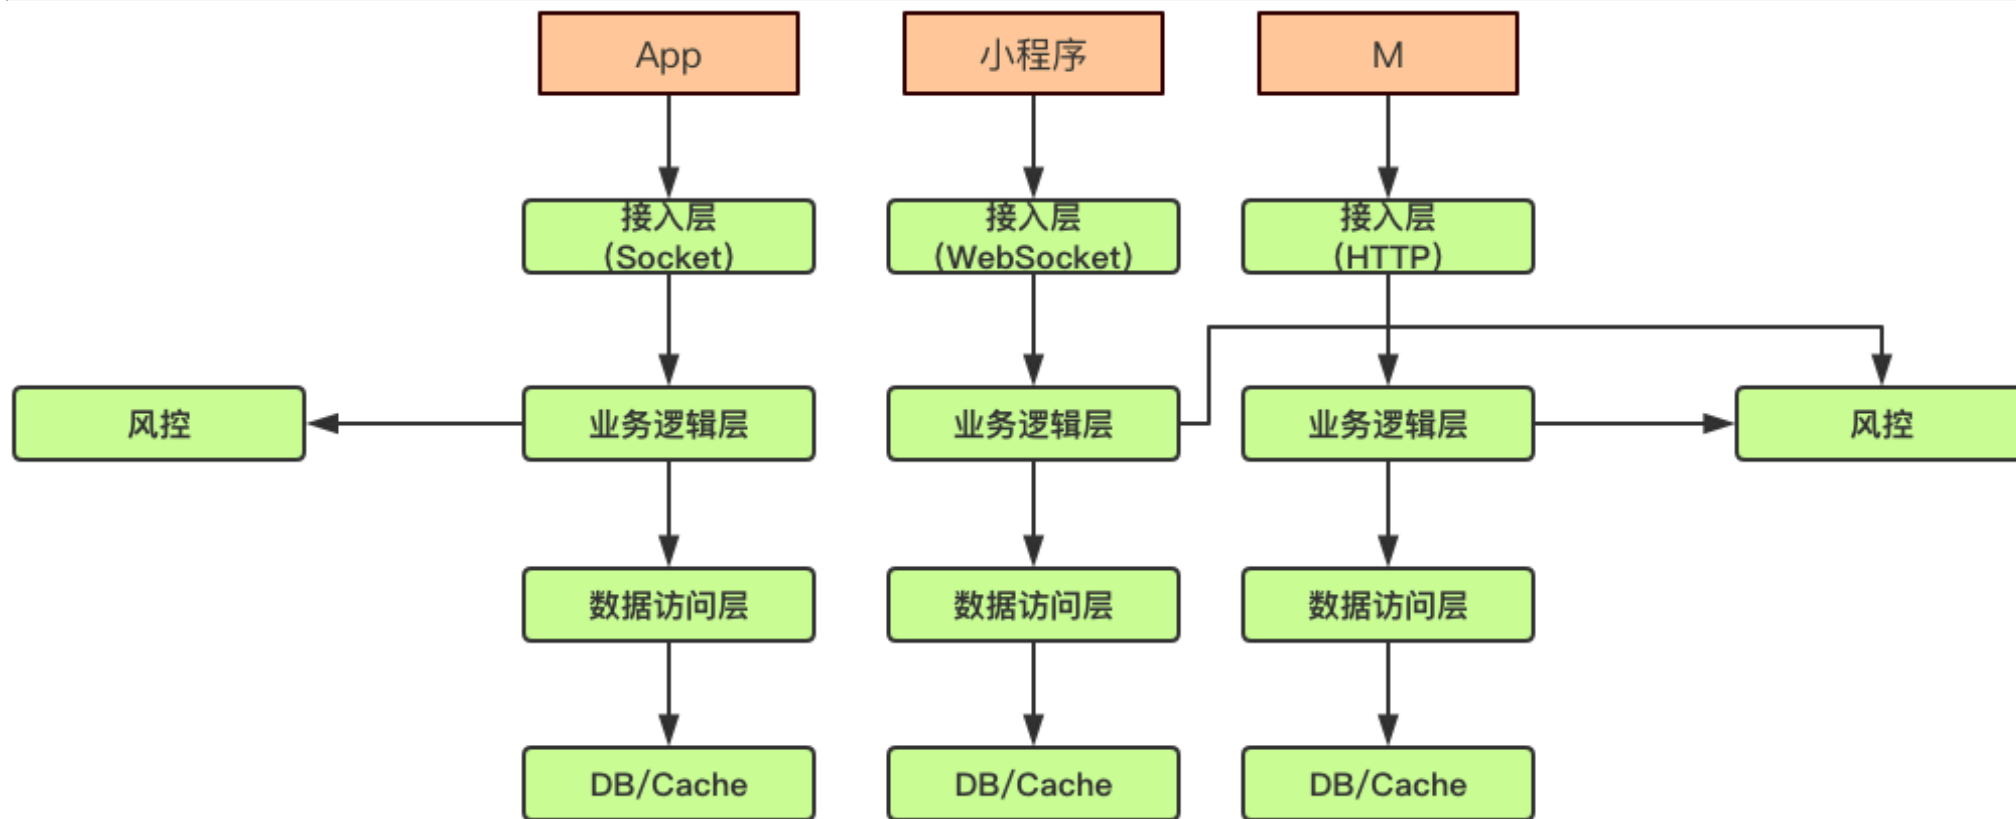 App
小程序
M
接入层
(Socket)
接入层
(WebSocket)
接入层
(HTTP)
风控
业务逻辑层
业务逻辑层
业务逻辑层
风控
数据访问层
数据访问层
数据访问层
DB/Cache
DB/Cache
DB/Cache